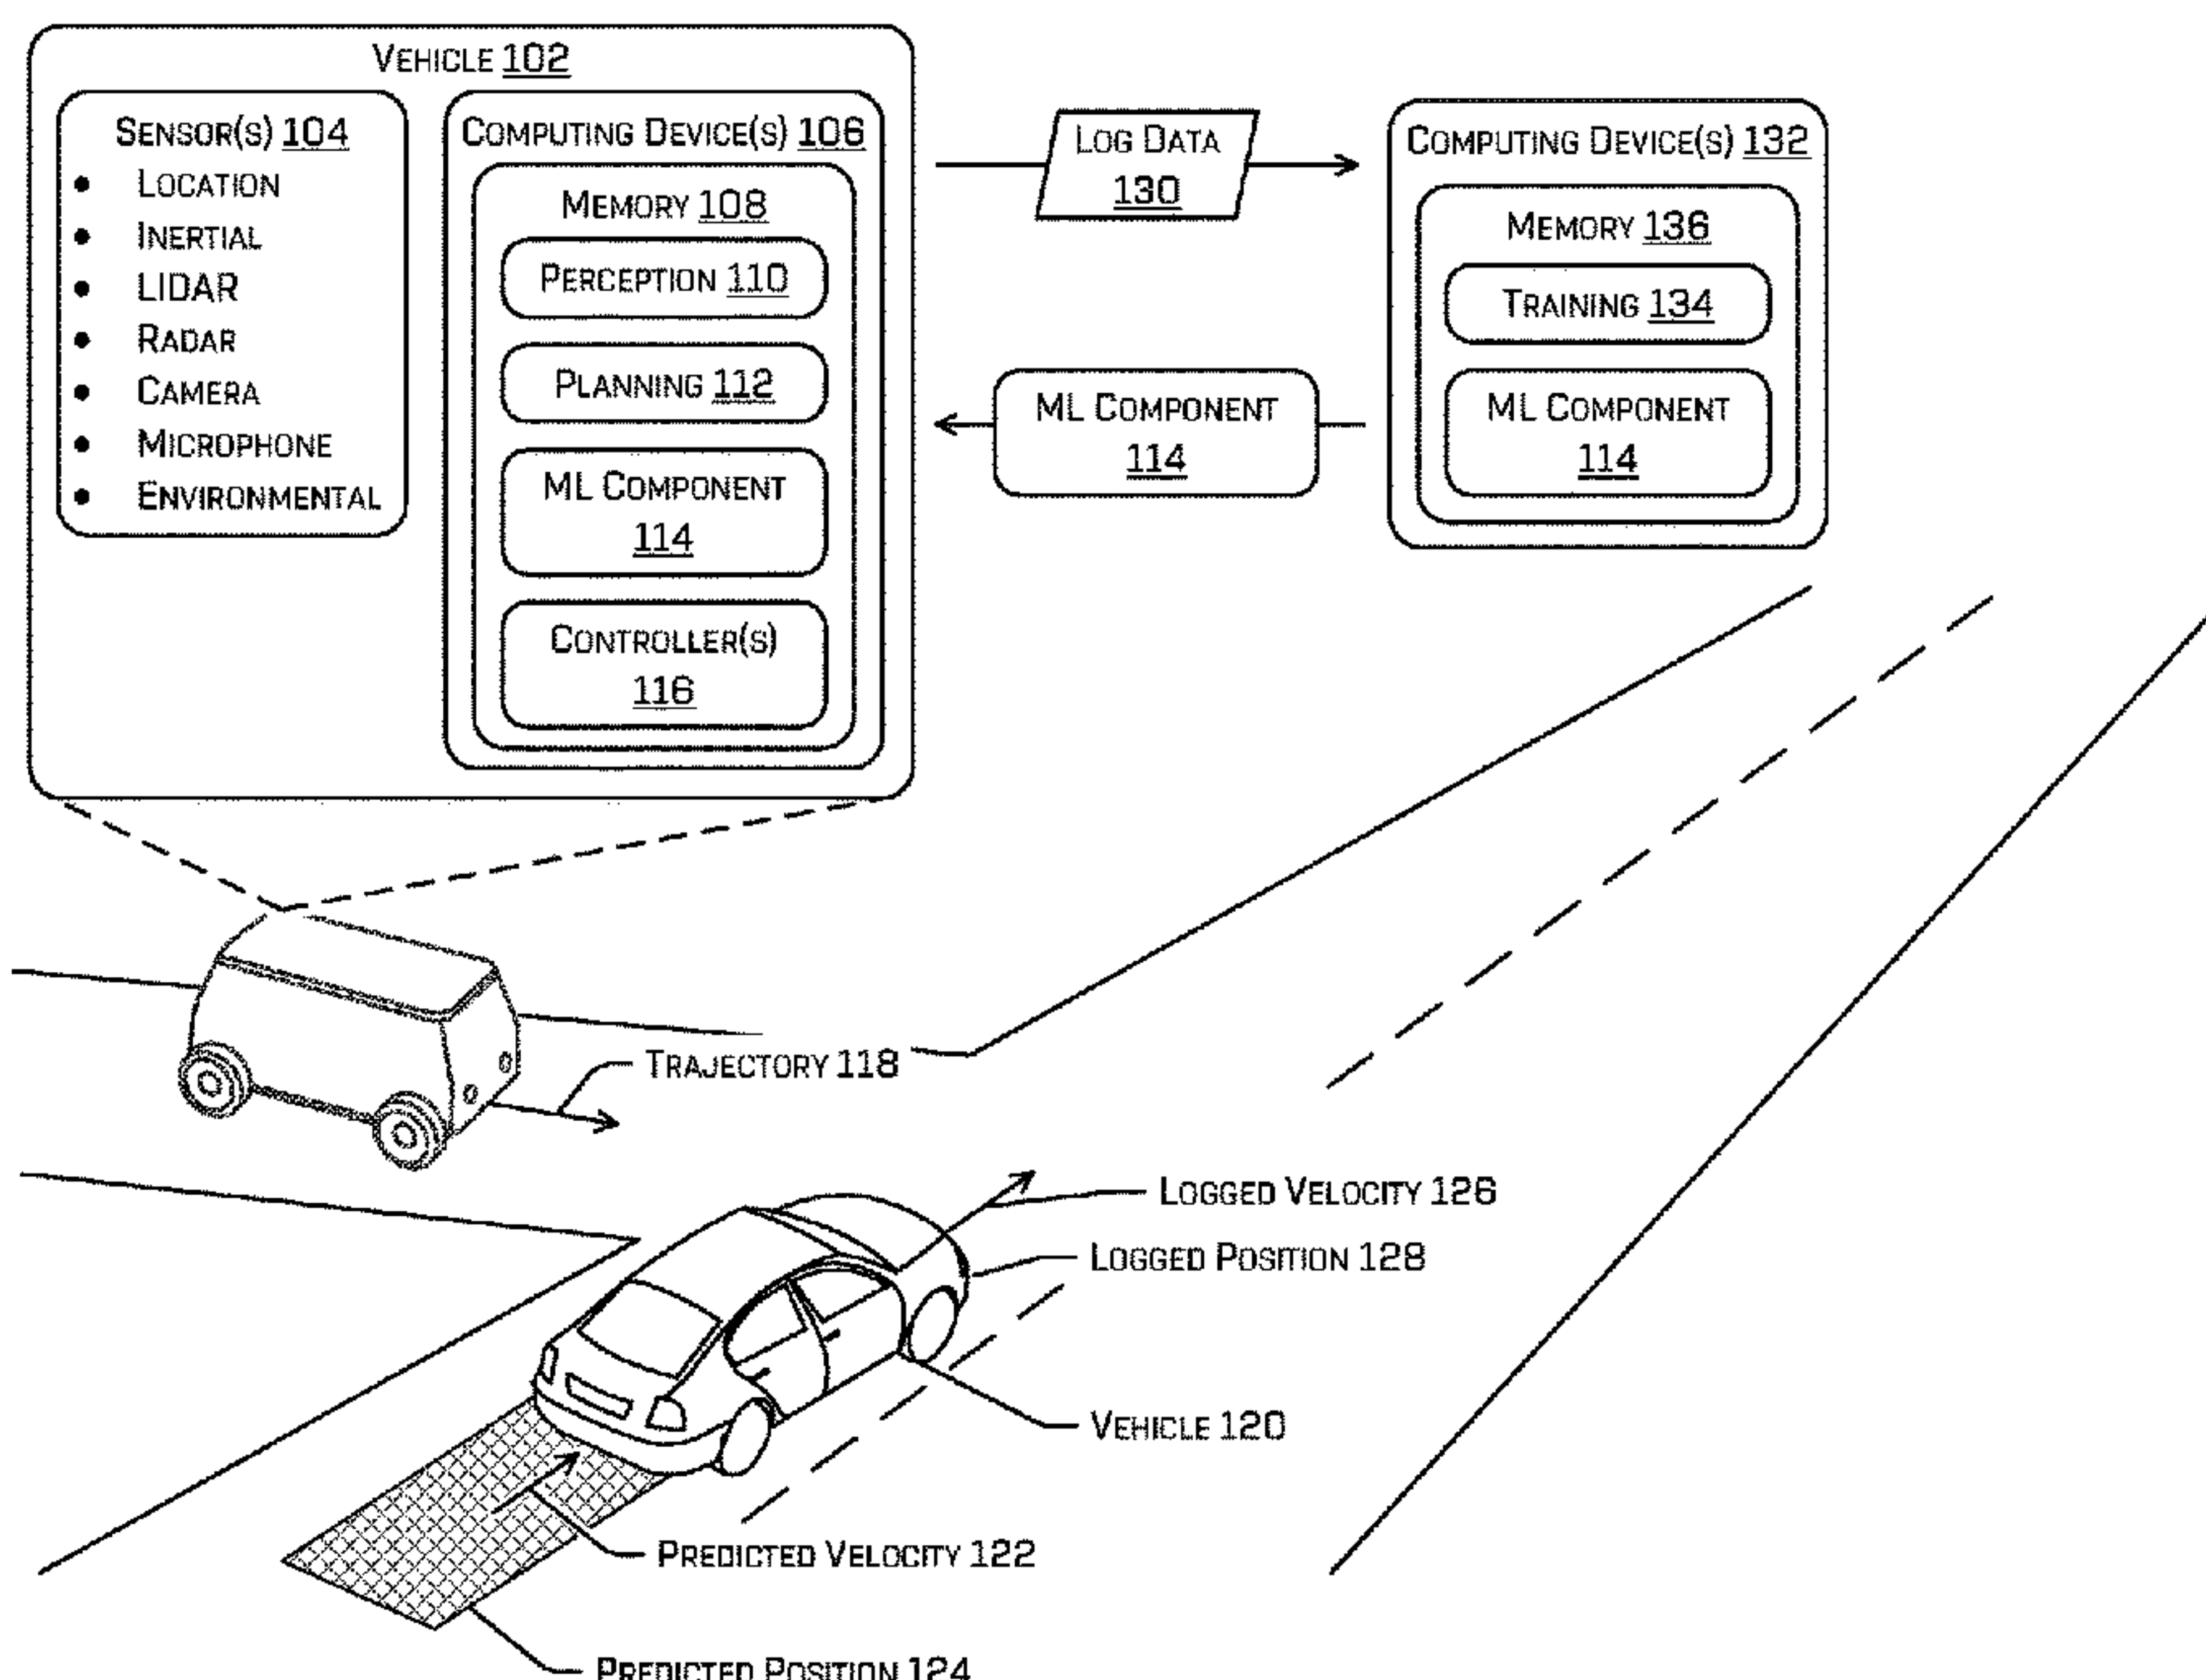 VEHICLE 102
SENSOR(S) 104
• LOCATION
• INERTIAL
• LIDAR
• RADAR
• CAMERA
• MICROPHONE
• ENVIRONMENTAL
COMPUTING DEVICE(S) 106
MEMORY 108
PERCEPTION 110
PLANNING 112
ML COMPONENT
114
CONTROLLER(S)
116
LOG DATA
130
ML COMPONENT
114
COMPUTING DEVICE(S) 132
MEMORY 136
TRAINING 134
ML COMPONENT
114
TRAJECTORY 118
LOGGED VELOCITY 126
LOGGED POSITION 128
VEHICLE 120
PREDICTED VELOCITY 122
PREDICTED POSITION 124